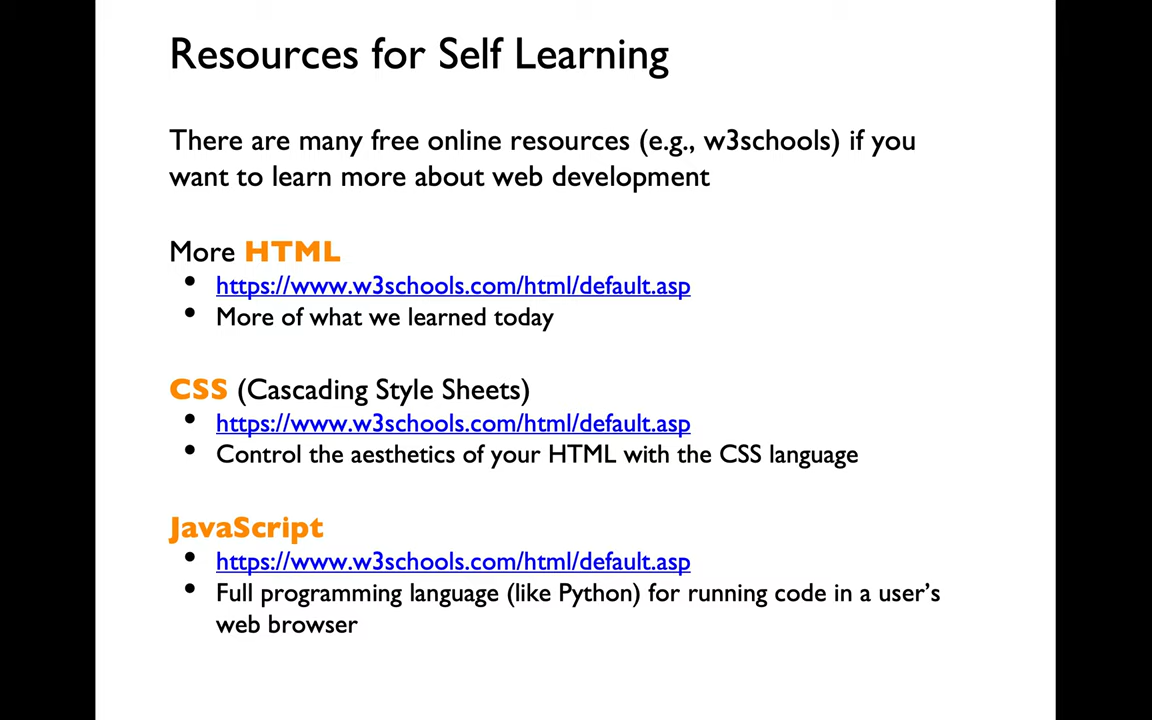 Resources for Self Learning
There are many free online resources (e.g., w3schools) if you
want to learn more about web development
More HTML
• https://www.w3schools.com/html/default.asp
• More of what we learned today
CSS (Cascading Style Sheets)
• https://www.w3schools.com/html/default.asp
• Control the aesthetics of your HTML with the CSS language
JavaScript
• https://www.w3schools.com/html/default.asp
• Full programming language (like Python) for running code in a user’s
web browser